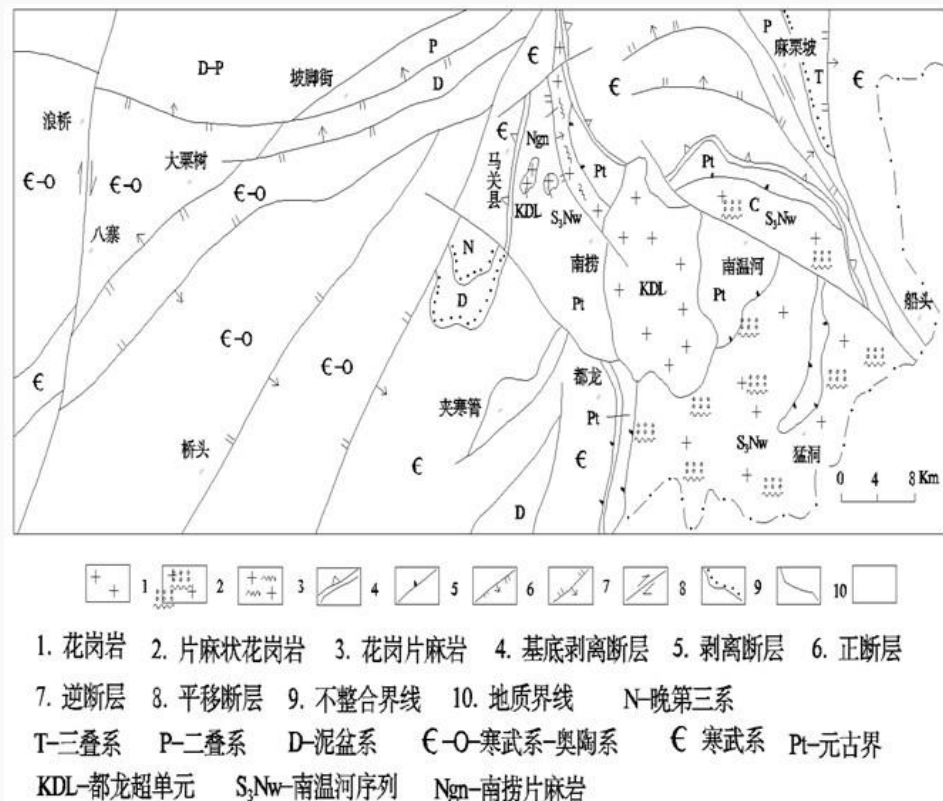 P
麻栗坡
D-P
P
坡脚街
Є
T
Є
D
Є
浪桥
大栗树
Є
马关县
Ngn
Pt
Pt
Є-O
Є-O
Є-O
KDL
S₃Nw
C
S₃Nw
八寨
N
南捞
KDL
南温河
Pt
D
Pt
船头
Є-O
Є-O
Є
夹寒箐
都龙
Pt
桥头
Є
Є
S₃Nw
猛洞
D
0 4 8 Km
1 2 3 4 5 6 7 8 9 10
1. 花岗岩 2. 片麻状花岗岩 3. 花岗片麻岩 4. 基底剥离断层 5. 剥离断层 6. 正断层
7. 逆断层 8. 平移断层 9. 不整合界线 10. 地质界线 N-晚第三系
T-三叠系 P-二叠系 D-泥盆系 Є-O-寒武系-奥陶系 Є 寒武系 Pt-元古界
KDL-都龙超单元 S₃Nw-南温河序列 Ngn-南捞片麻岩